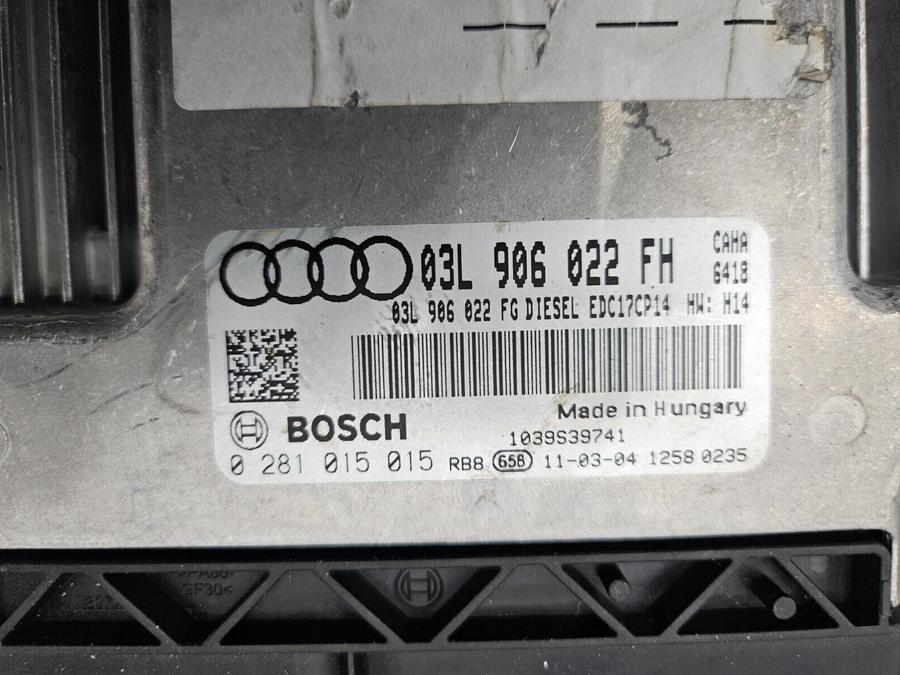 03L 906 022 FH CAHA
6418
03L 906 022 FG DIESEL EDC17CP14 HW: H14
BOSCH
Made in Hungary
1039S39741
0 281 015 015 RB8 658 11-03-04 1258 0235
GF30<